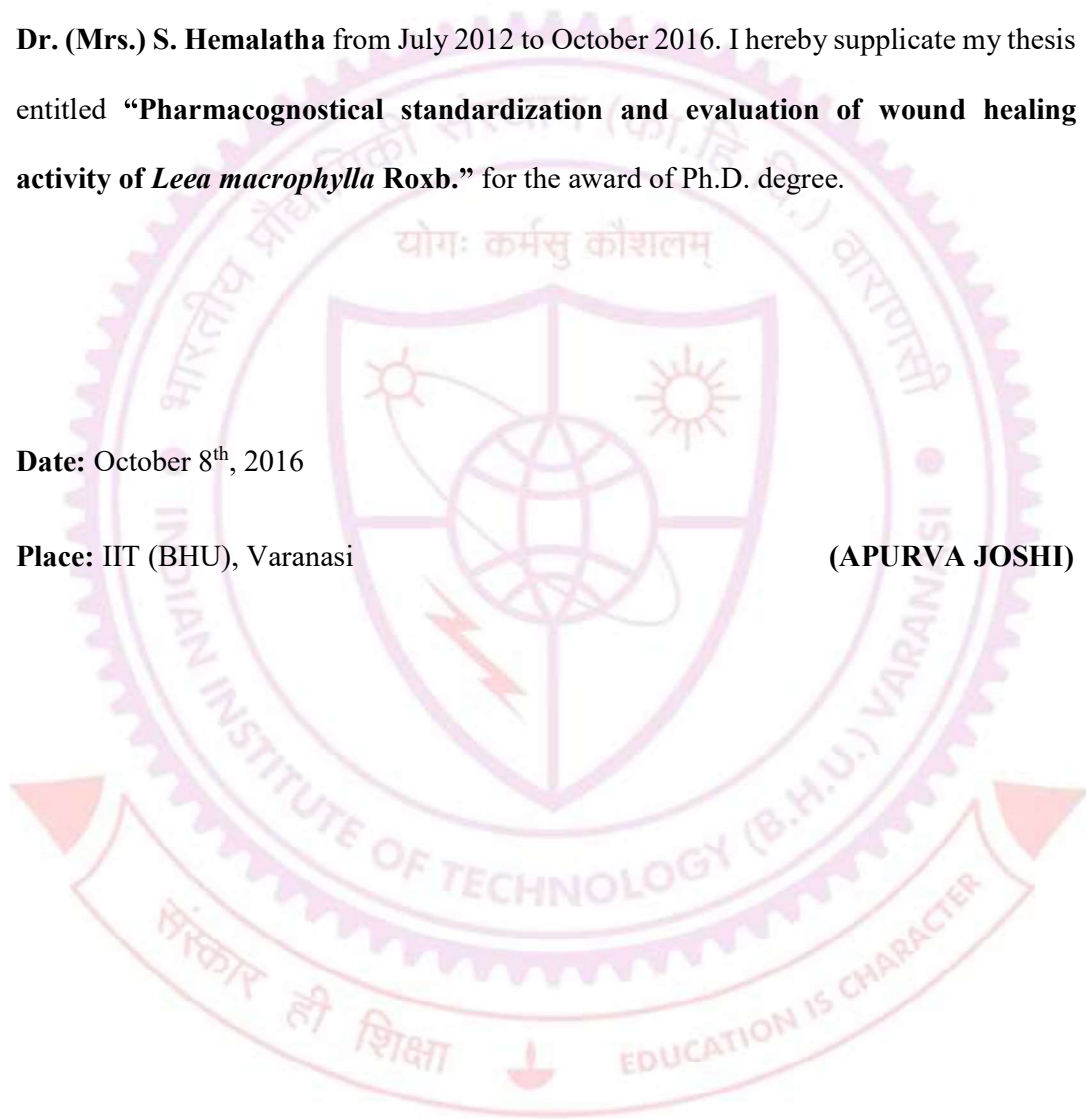 Dr. (Mrs.) S. Hemalatha from July 2012 to October 2016. I hereby supplicate my thesis
entitled “Pharmacognostical standardization and evaluation of wound healing
activity of Leea macrophylla Roxb.” for the award of Ph.D. degree.
भारतीय प्रौद्योगिकी संस्थान (का.हि.वि.) वाराणसी
योगः कर्मसु कौशलम्
Date: October 8th, 2016
Place: IIT (BHU), Varanasi
(APURVA JOSHI)
INDIAN INSTITUTE OF TECHNOLOGY (B.H.U.) VARANASI
संस्कार ही शिक्षा
EDUCATION IS CHARACTER